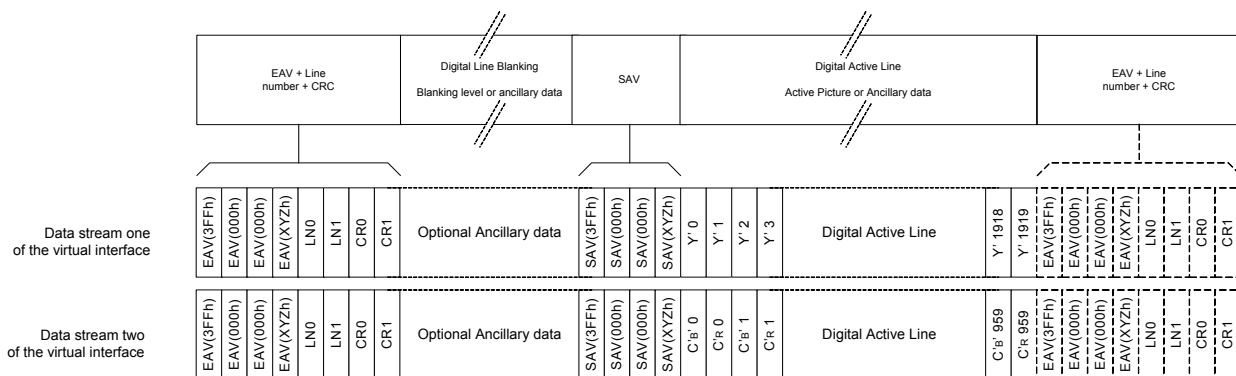 EAV + Line
number + CRC
Digital Line Blanking
Blanking level or ancillary data
SAV
Digital Active Line
Active Picture or Ancillary data
EAV + Line
number + CRC
Data stream one
of the virtual interface
EAV(3FFh)
EAV(000h)
EAV(000h)
EAV(XYZh)
LN0
LN1
CR0
CR1
Optional Ancillary data
SAV(3FFh)
SAV(000h)
SAV(000h)
SAV(XYZh)
Y' 0
Y' 1
Y' 2
Y' 3
Digital Active Line
Y' 1918
Y' 1919
EAV(3FFh)
EAV(000h)
EAV(000h)
EAV(XYZh)
LN0
LN1
CR0
CR1
Data stream two
of the virtual interface
EAV(3FFh)
EAV(000h)
EAV(000h)
EAV(XYZh)
LN0
LN1
CR0
CR1
Optional Ancillary data
SAV(3FFh)
SAV(000h)
SAV(000h)
SAV(XYZh)
C'B' 0
C'R 0
C'B' 1
C'R 1
Digital Active Line
C'B' 959
C'R 959
EAV(3FFh)
EAV(000h)
EAV(000h)
EAV(XYZh)
LN0
LN1
CR0
CR1